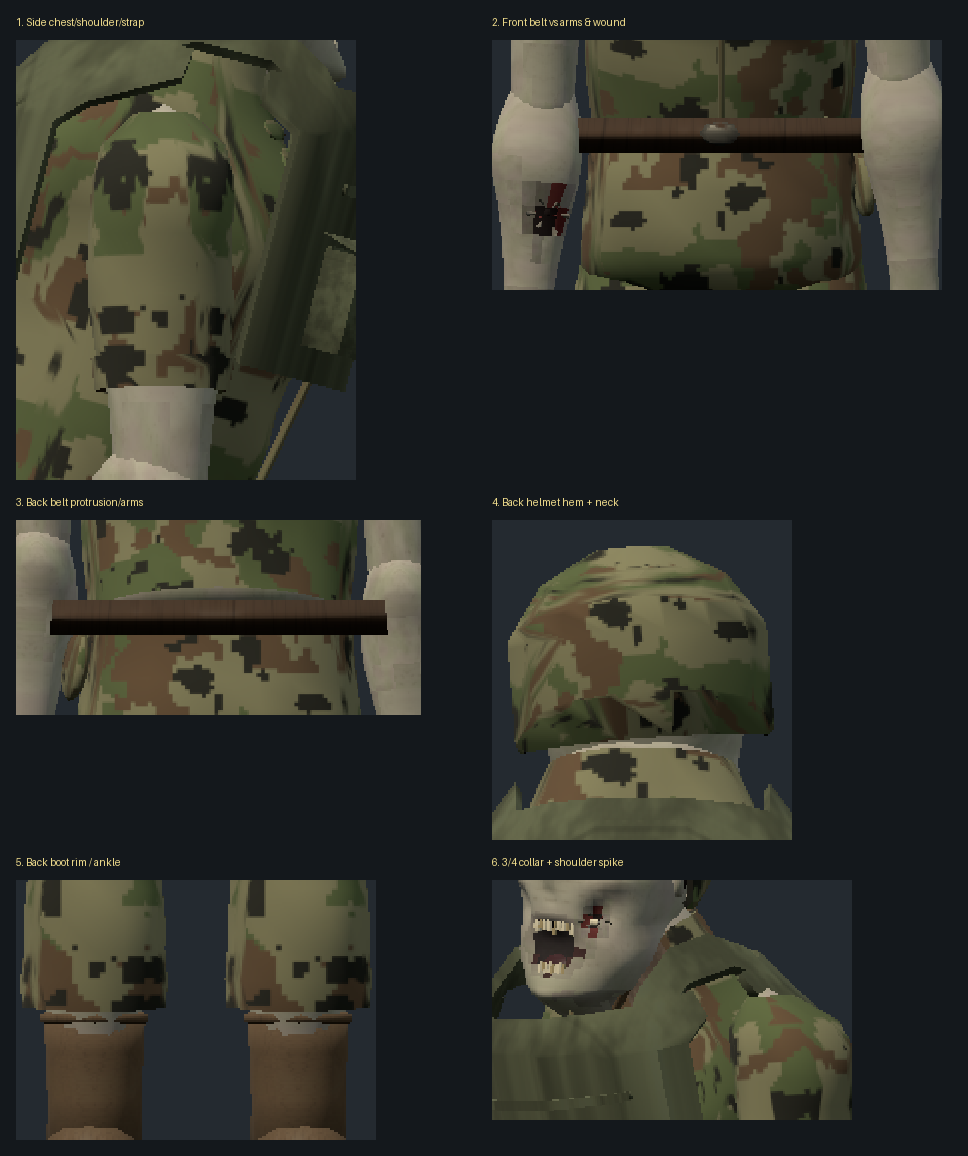 1. Side chest/shoulder/strap
2. Front belt vs arms & wound
3. Back belt protrusion/arms
4. Back helmet hem + neck
5. Back boot rim / ankle
6. 3/4 collar + shoulder spike